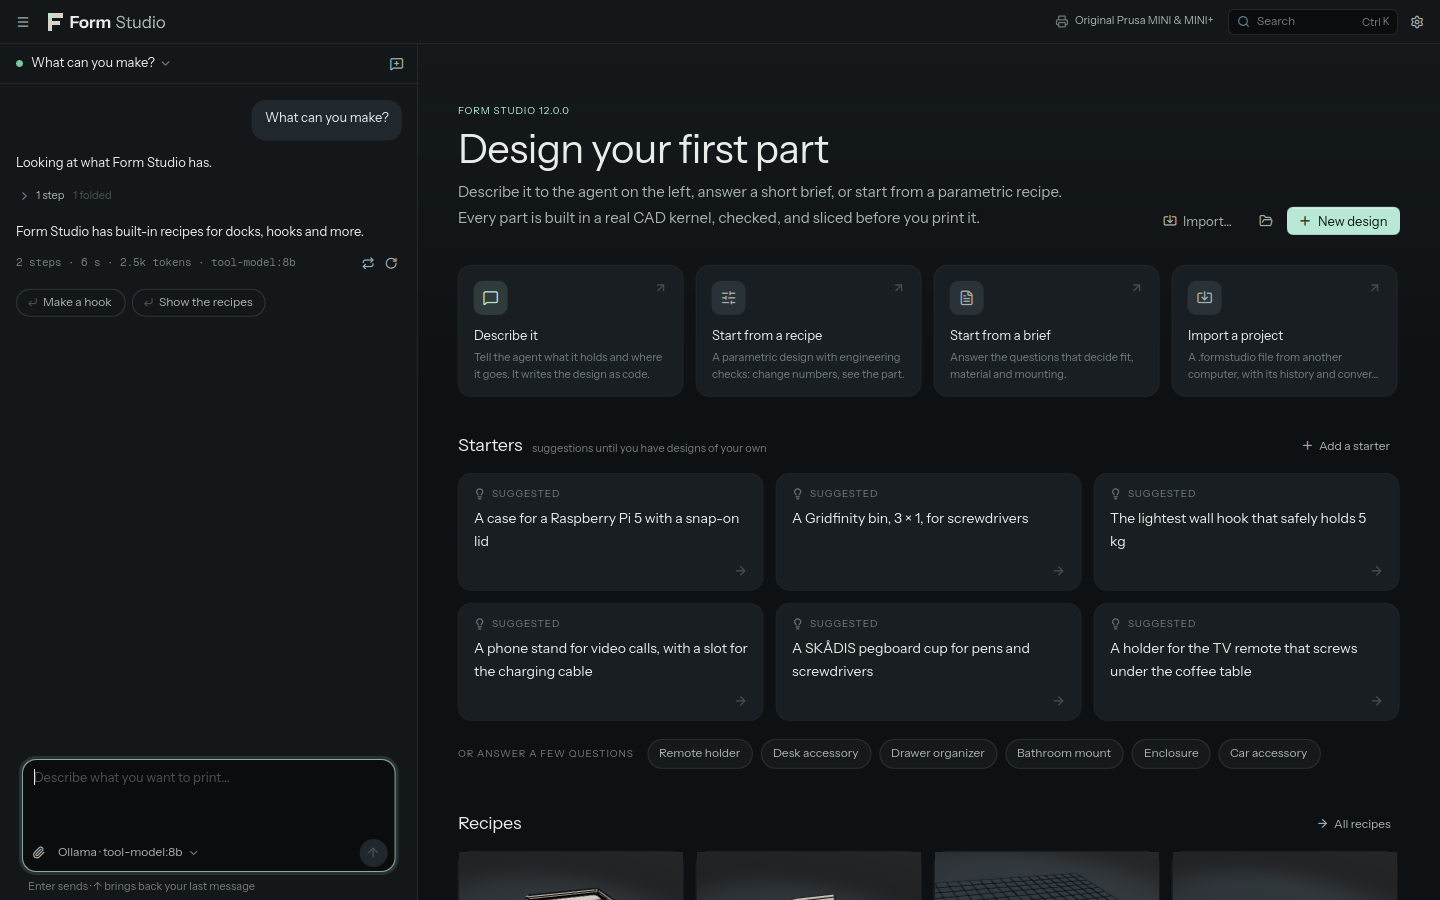 Form Studio
Original Prusa MINI & MINI+
Search
Ctrl K
What can you make?
What can you make?
Looking at what Form Studio has.
1 step 1 folded
Form Studio has built-in recipes for docks, hooks and more.
2 steps · 6 s · 2.5k tokens · tool-model:8b
Make a hook
Show the recipes
Describe what you want to print...
Ollama · tool-model:8b
Enter sends · ↑ brings back your last message
FORM STUDIO 12.0.0
Design your first part
Describe it to the agent on the left, answer a short brief, or start from a parametric recipe.
Every part is built in a real CAD kernel, checked, and sliced before you print it.
Import...
New design
Describe it
Tell the agent what it holds and where
it goes. It writes the design as code.
Start from a recipe
A parametric design with engineering
checks: change numbers, see the part.
Start from a brief
Answer the questions that decide fit,
material and mounting.
Import a project
A .formstudio file from another
computer, with its history and conver...
Starters suggestions until you have designs of your own
Add a starter
SUGGESTED
A case for a Raspberry Pi 5 with a snap-on
lid
SUGGESTED
A Gridfinity bin, 3 × 1, for screwdrivers
SUGGESTED
The lightest wall hook that safely holds 5
kg
SUGGESTED
A phone stand for video calls, with a slot for
the charging cable
SUGGESTED
A SKÅDIS pegboard cup for pens and
screwdrivers
SUGGESTED
A holder for the TV remote that screws
under the coffee table
OR ANSWER A FEW QUESTIONS
Remote holder
Desk accessory
Drawer organizer
Bathroom mount
Enclosure
Car accessory
Recipes
All recipes